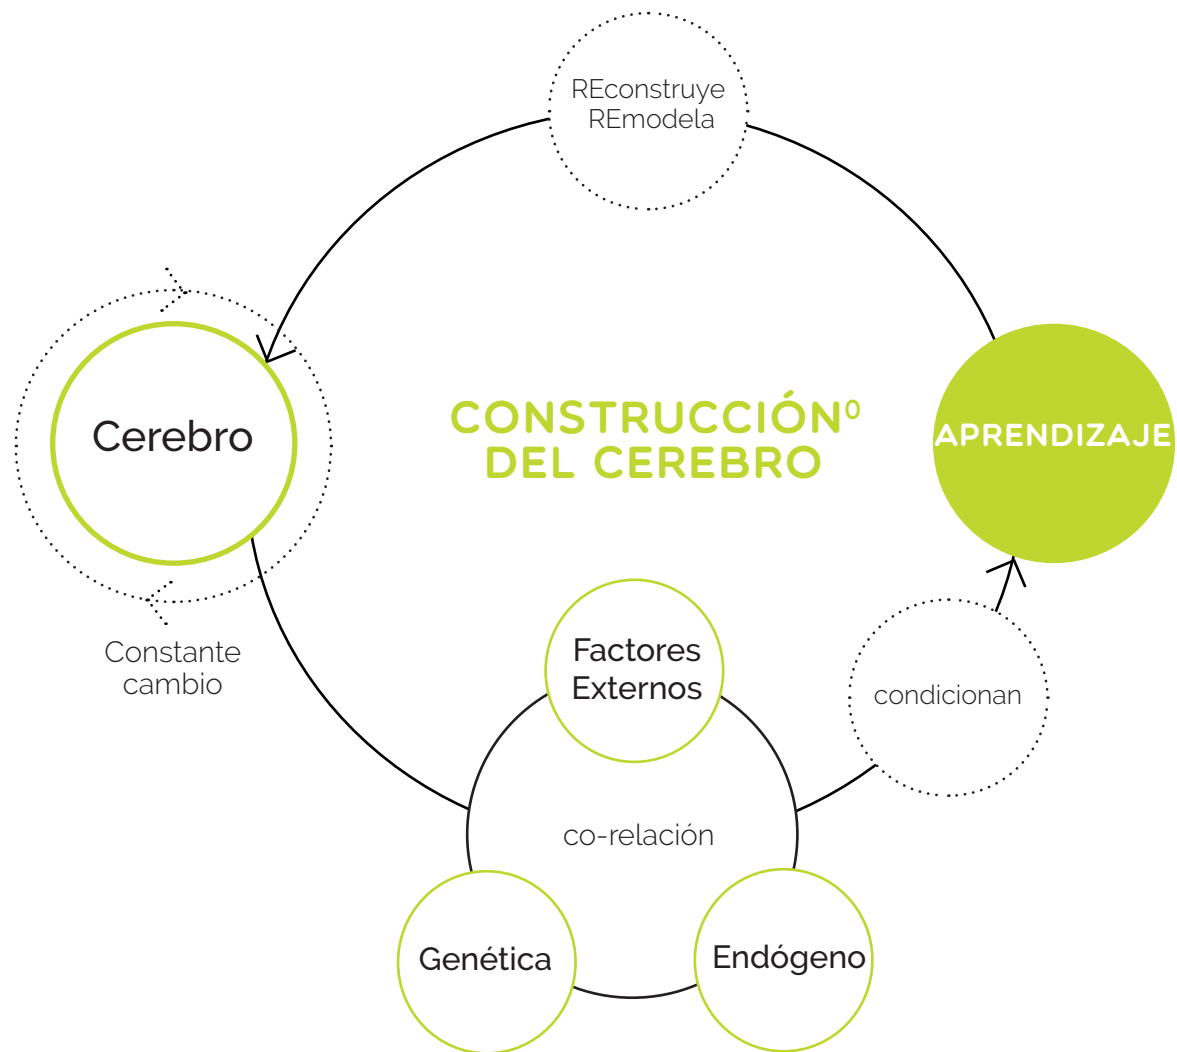 REconstruye
REmodela
CONSTRUCCIÓN⁰
DEL CEREBRO
Cerebro
APRENDIZAJE
Constante
cambio
Factores
Externos
condicionan
co-relación
Genética
Endógeno